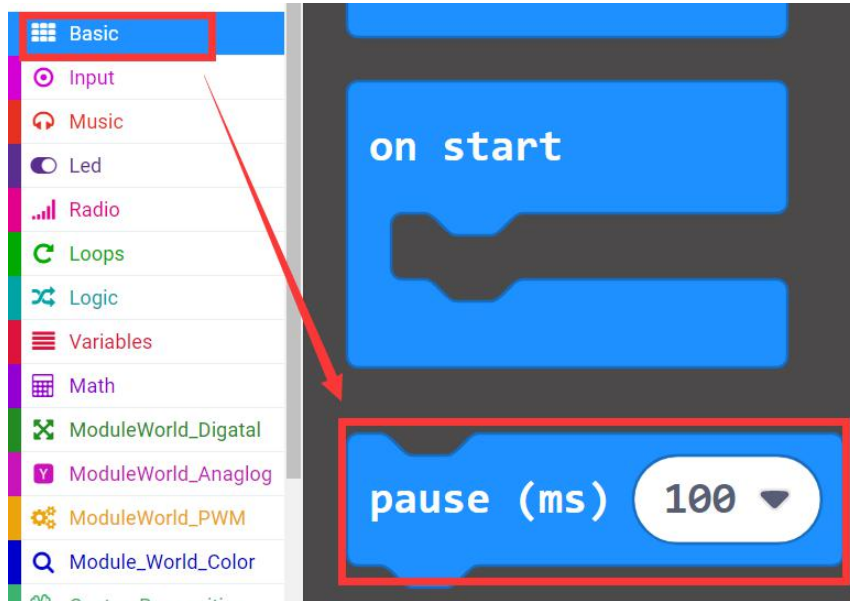 Basic
Input
Music
Led
Radio
Loops
Logic
Variables
Math
ModuleWorld_Digatal
Y ModuleWorld_Anaglog
ModuleWorld_PWM
Module_World_Color
on start
pause (ms) 100